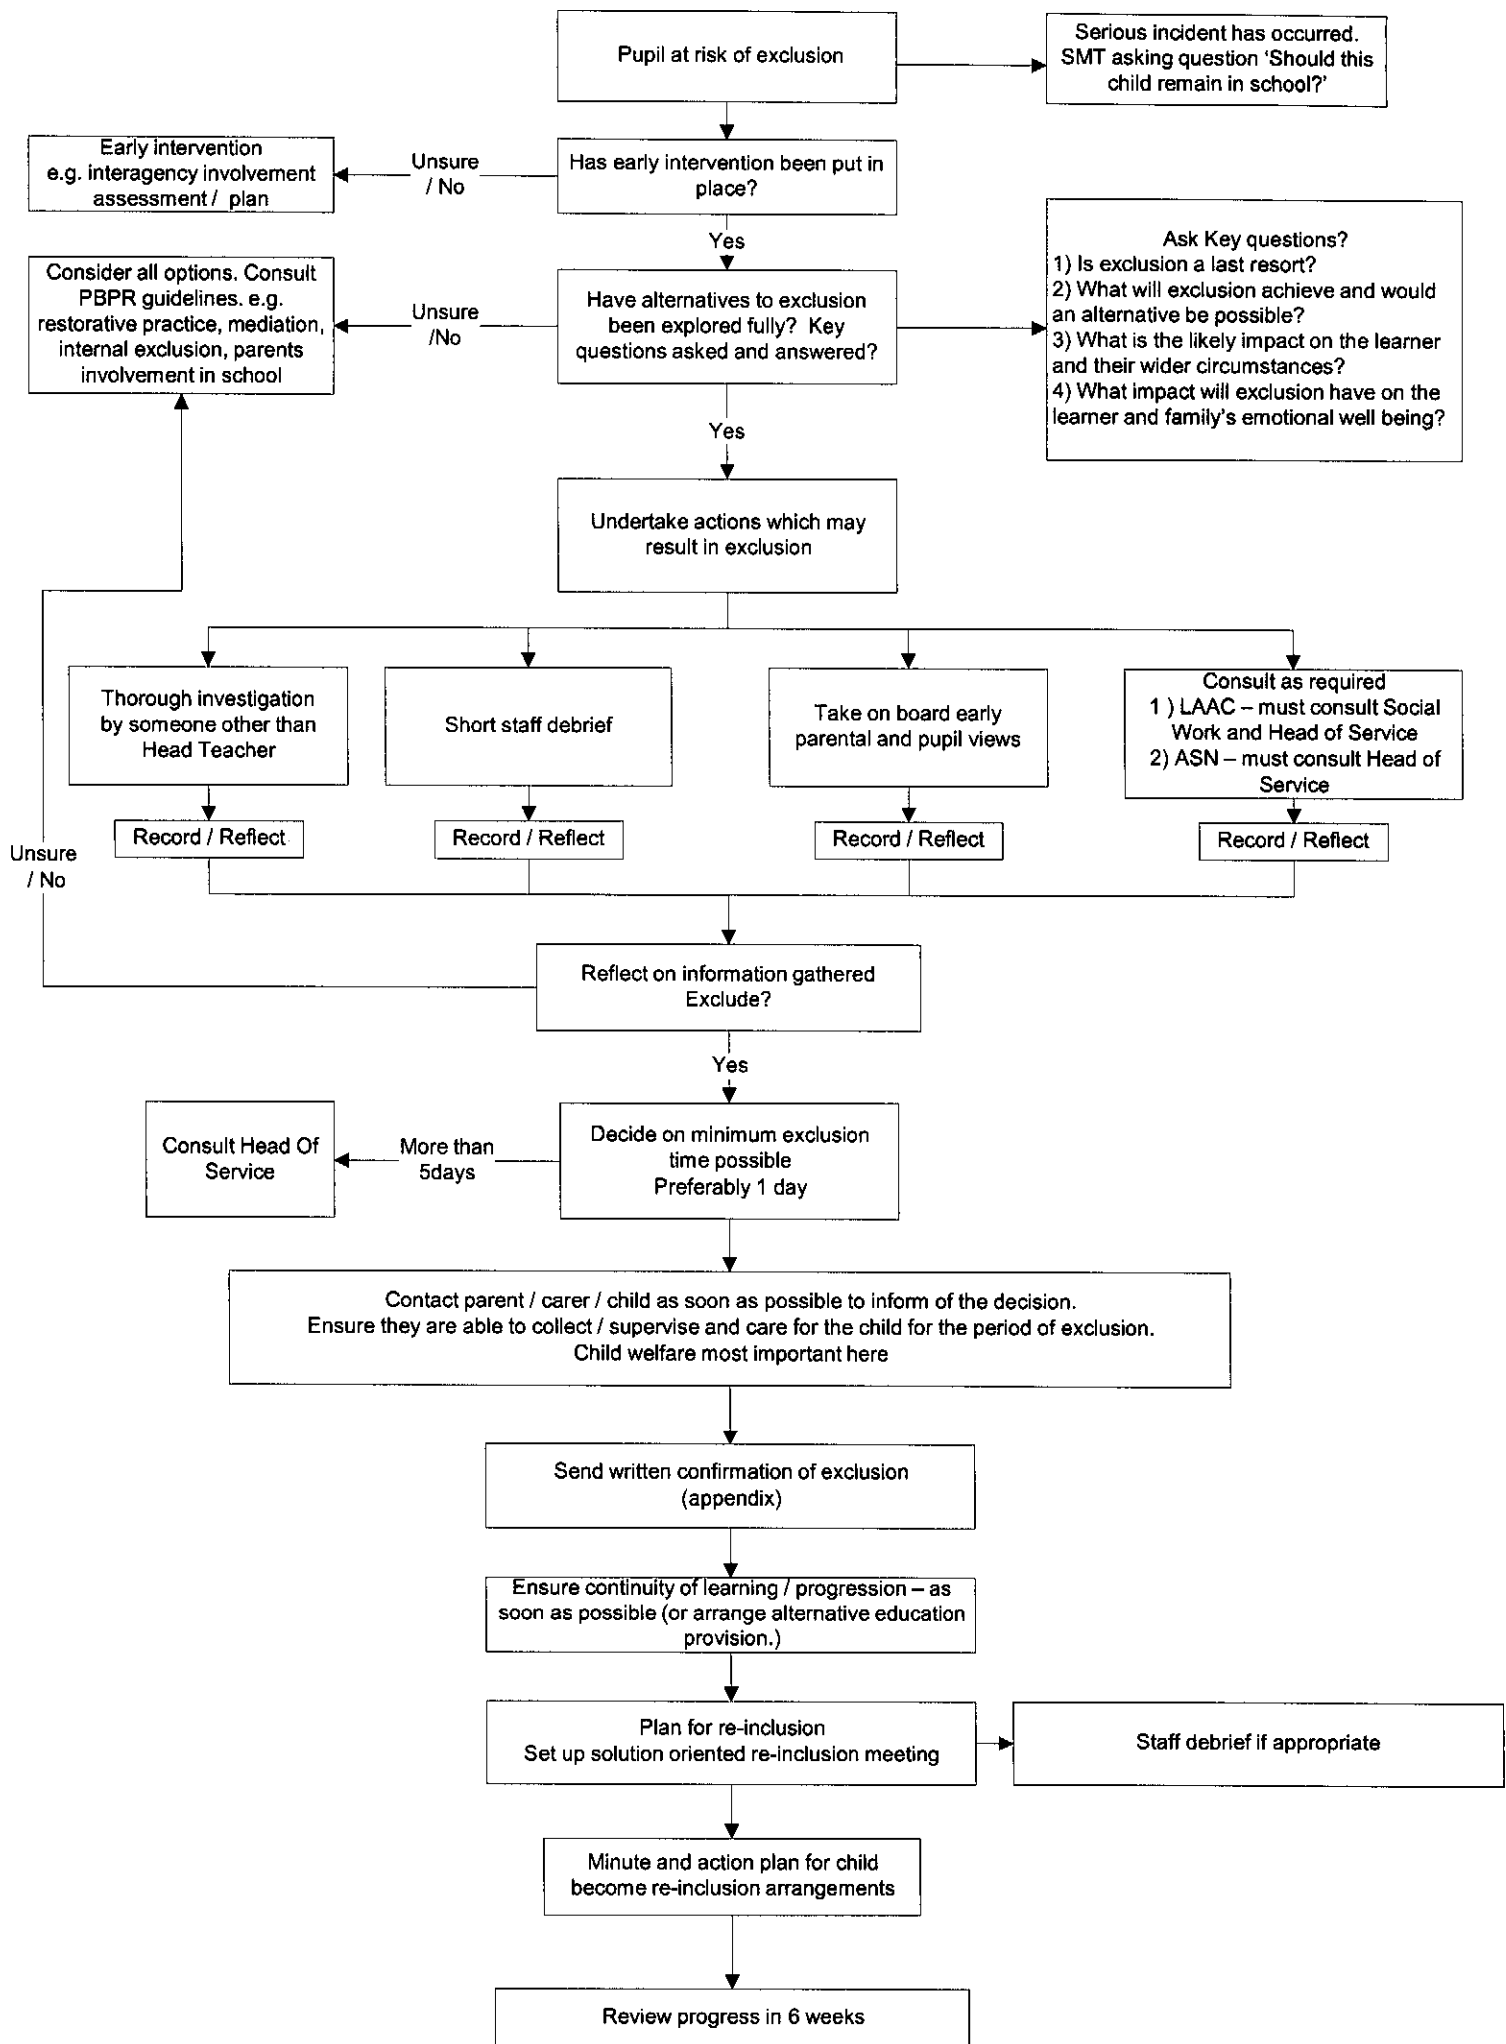 Pupil at risk of exclusion
Serious incident has occurred.
SMT asking question ‘Should this
child remain in school?’
Early intervention
e.g. interagency involvement
assessment / plan
Unsure
/ No
Has early intervention been put in
place?
Yes
Ask Key questions?
1) Is exclusion a last resort?
2) What will exclusion achieve and would
an alternative be possible?
3) What is the likely impact on the learner
and their wider circumstances?
4) What impact will exclusion have on the
learner and family's emotional well being?
Consider all options. Consult
PBPR guidelines. e.g.
restorative practice, mediation,
internal exclusion, parents
involvement in school
Unsure
/No
Have alternatives to exclusion
been explored fully? Key
questions asked and answered?
Yes
Undertake actions which may
result in exclusion
Thorough investigation
by someone other than
Head Teacher
Short staff debrief
Take on board early
parental and pupil views
Consult as required
1 ) LAAC – must consult Social
Work and Head of Service
2) ASN – must consult Head of
Service
Record / Reflect
Record / Reflect
Record / Reflect
Record / Reflect
Unsure
/ No
Reflect on information gathered
Exclude?
Yes
Consult Head Of
Service
More than
5days
Decide on minimum exclusion
time possible
Preferably 1 day
Contact parent / carer / child as soon as possible to inform of the decision.
Ensure they are able to collect / supervise and care for the child for the period of exclusion.
Child welfare most important here
Send written confirmation of exclusion
(appendix)
Ensure continuity of learning / progression – as
soon as possible (or arrange alternative education
provision.)
Plan for re-inclusion
Set up solution oriented re-inclusion meeting
Staff debrief if appropriate
Minute and action plan for child
become re-inclusion arrangements
Review progress in 6 weeks